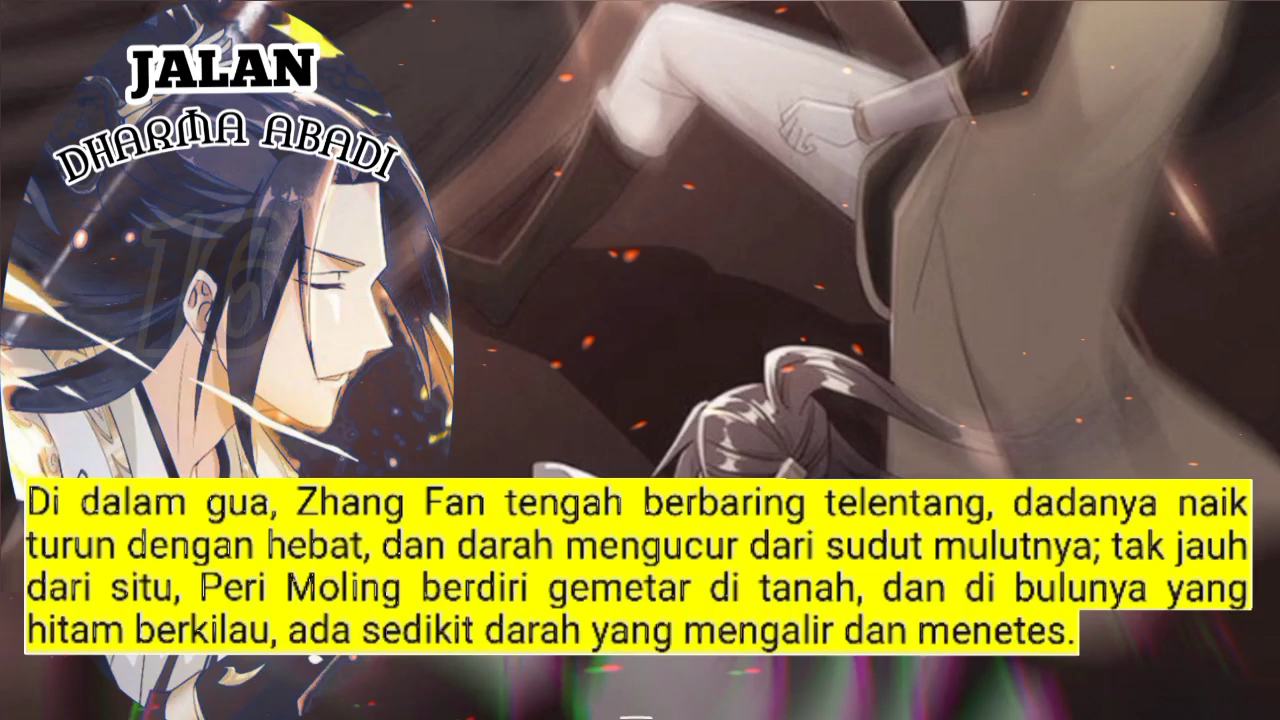 JALAN
DHARMA ABADI
16
Di dalam gua, Zhang Fan tengah berbaring telentang, dadanya naik
turun dengan hebat, dan darah mengucur dari sudut mulutnya; tak jauh
dari situ, Peri Moling berdiri gemetar di tanah, dan di bulunya yang
hitam berkilau, ada sedikit darah yang mengalir dan menetes.